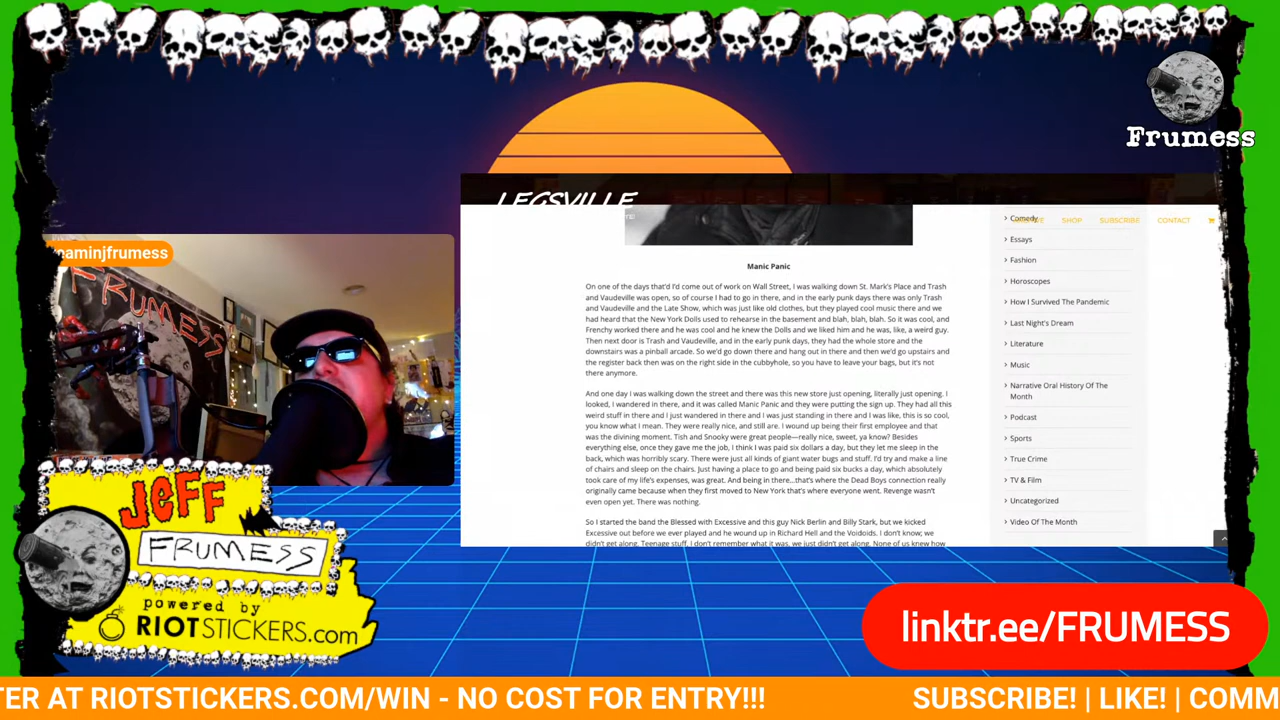 Frumess
LEGSVILLE
SHOP
SUBSCRIBE
CONTACT
eaminjfrumess
FRUMESS
Manic Panic
On one of the days that'd I'd come out of work on Wall Street, I was walking down St. Mark's Place and Trash
and Vaudeville was open, so of course I had to go in there, and in the early punk days there was only Trash
and Vaudeville and the Late Show, which was just like old clothes, but they played cool music there and we
had heard that the New York Dolls used to rehearse in the basement and blah, blah, blah. So it was cool, and
Frenchy worked there and he was cool and he knew the Dolls and we liked him and he was, like, a weird guy.
Then next door is Trash and Vaudeville, and in the early punk days, they had the whole store and the
downstairs was a pinball arcade. So we'd go down there and hang out in there and then we'd go upstairs and
the register back then was on the right side in the cubbyhole, so you have to leave your bags, but it's not
there anymore.
And one day I was walking down the street and there was this new store just opening, literally just opening. I
looked, I wandered in there, and it was called Manic Panic and they were putting the sign up. They had all this
weird stuff in there and I just wandered in there and I was just standing in there and I was like, this is so cool,
you know what I mean. They were really nice, and still are. I wound up being their first employee and that
was the divining moment. Tish and Snooky were great people—really nice, sweet, ya know? Besides
everything else, once they gave me the job, I think I was paid six dollars a day, but they let me sleep in the
back, which was horribly scary. There were just all kinds of giant water bugs and stuff. I'd try and make a line
of chairs and sleep on the chairs. Just having a place to go and being paid six bucks a day, which absolutely
took care of my life's expenses, was great. And being in there...that's where the Dead Boys connection really
originally came because when they first moved to New York that's where everyone went. Revenge wasn't
even open yet. There was nothing.
So I started the band the Blessed with Excessive and this guy Nick Berlin and Billy Stark, but we kicked
Excessive out before we ever played and he wound up in Richard Hell and the Voidoids. I don't know; we
didn't get along. Teenage stuff, I don't remember what it was, we just didn't get along. None of us knew how
Comedy
Essays
Fashion
Horoscopes
How I Survived The Pandemic
Last Night's Dream
Literature
Music
Narrative Oral History Of The
Month
Podcast
Sports
True Crime
TV & Film
Uncategorized
Video Of The Month
JEFF
FRUMESS
powered by
RIOTSTICKERS.com
linktr.ee/FRUMESS
TER AT RIOTSTICKERS.COM/WIN - NO COST FOR ENTRY!!! SUBSCRIBE! | LIKE! | COMM